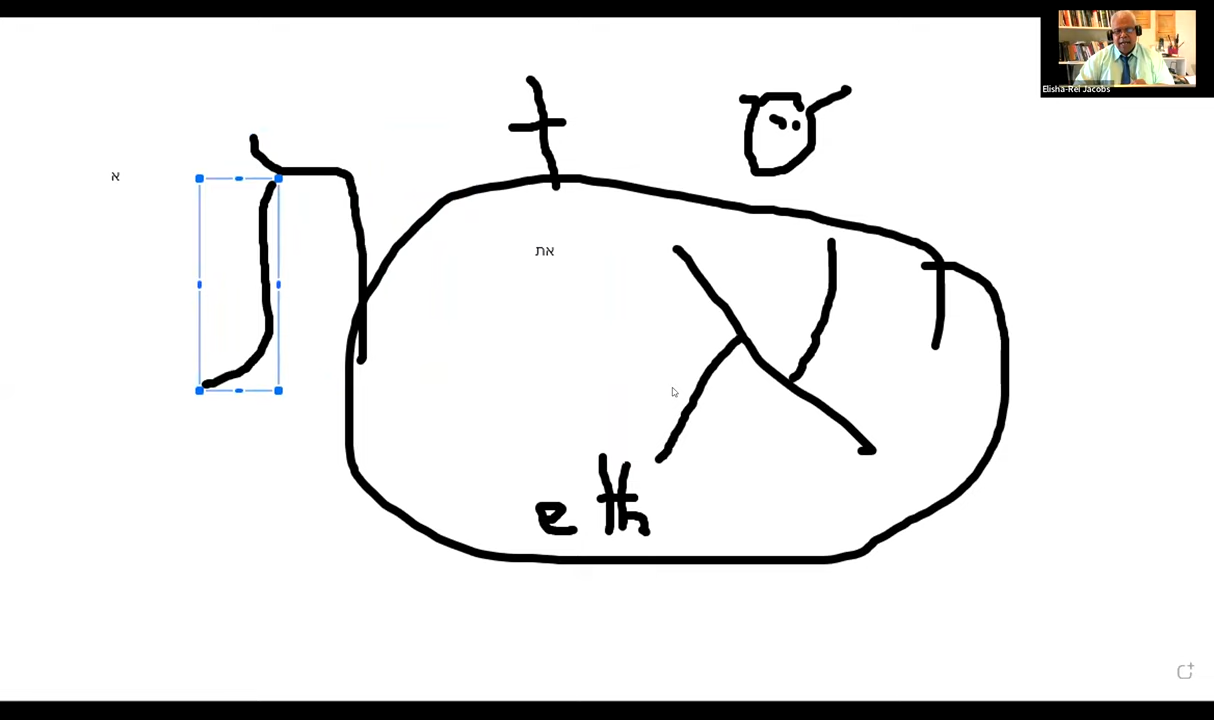 Elisha-Rei Jacobs
א
t
את
א
eth